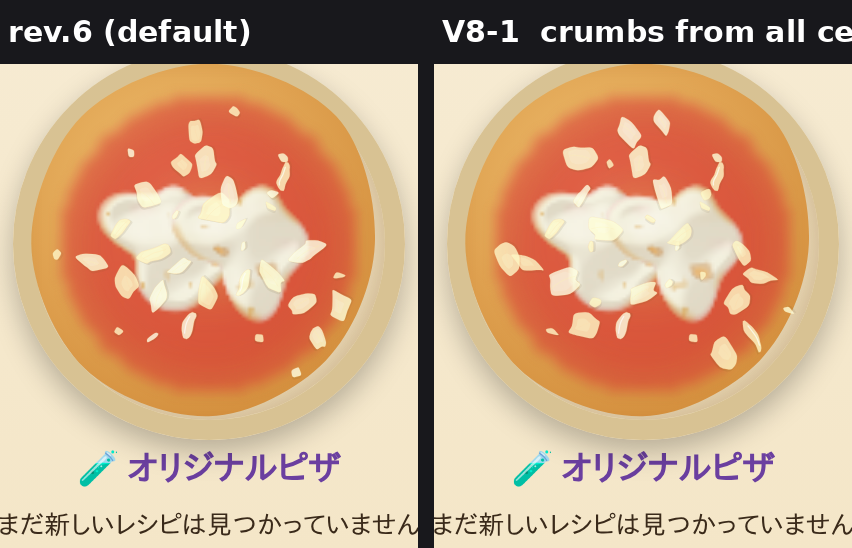 rev.6 (default)
V8-1 crumbs from all ce
オリジナルピザ
オリジナルピザ
まだ新しいレシピは見つかっていません
まだ新しいレシピは見つかっていません